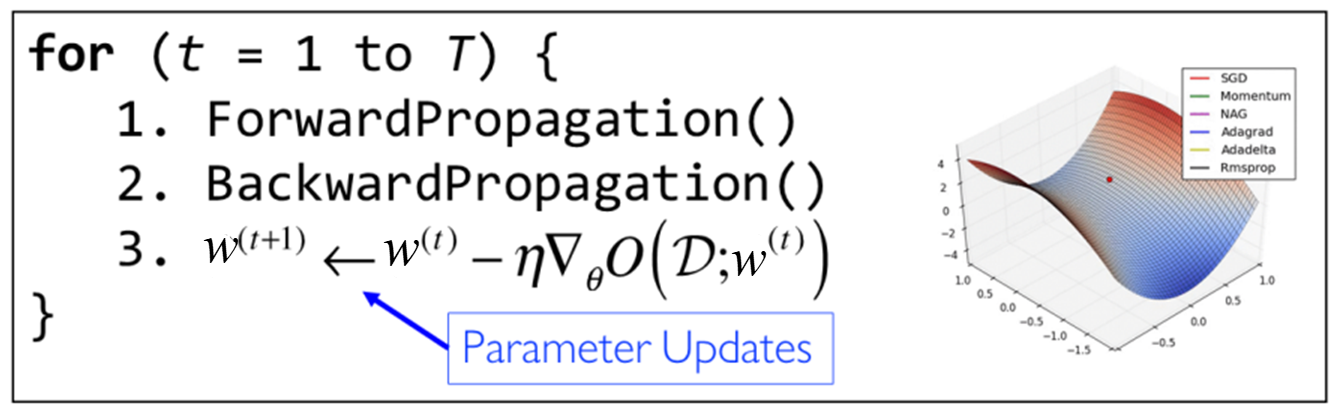 for (t = 1 to T) {
1. ForwardPropagation()
2. BackwardPropagation()
3. w^(t+1) ← w^(t) − η∇_θ O(𝒟; w^(t))
}
Parameter Updates
SGD
Momentum
NAG
Adagrad
Adadelta
Rmsprop
4
2
0
−2
−4
1.0
0.5
0.0
−0.5
−1.0
−1.5
−0.5
0.0
0.5
1.0